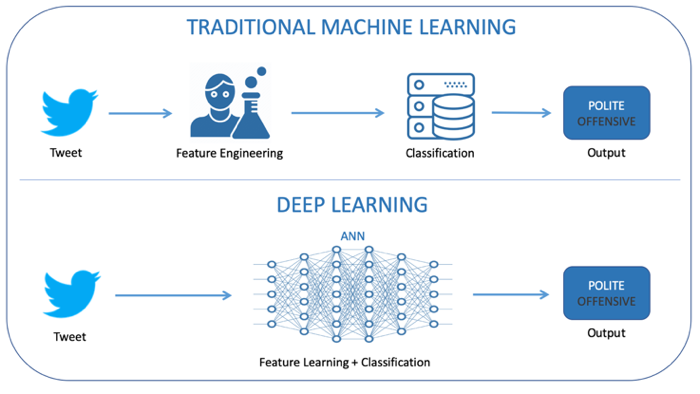 TRADITIONAL MACHINE LEARNING
Tweet
Feature Engineering
Classification
POLITE
OFFENSIVE
Output
DEEP LEARNING
ANN
Tweet
Feature Learning + Classification
POLITE
OFFENSIVE
Output